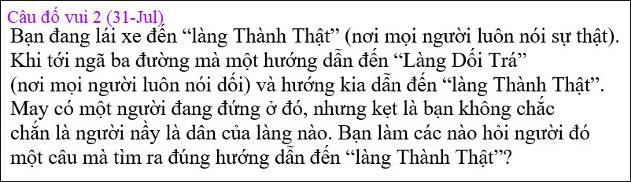 Câu đố vui 2 (31-Jul)
Bạn đang lái xe đến “làng Thành Thật” (nơi mọi người luôn nói sự thật).
Khi tới ngã ba đường mà một hướng dẫn đến “Làng Dối Trá”
(nơi mọi người luôn nói dối) và hướng kia dẫn đến “làng Thành Thật”.
May có một người đang đứng ở đó, nhưng kẹt là bạn không chắc
chắn là người nầy là dân của làng nào. Bạn làm các nào hỏi người đó
một câu mà tìm ra đúng hướng dẫn đến “làng Thành Thật”?